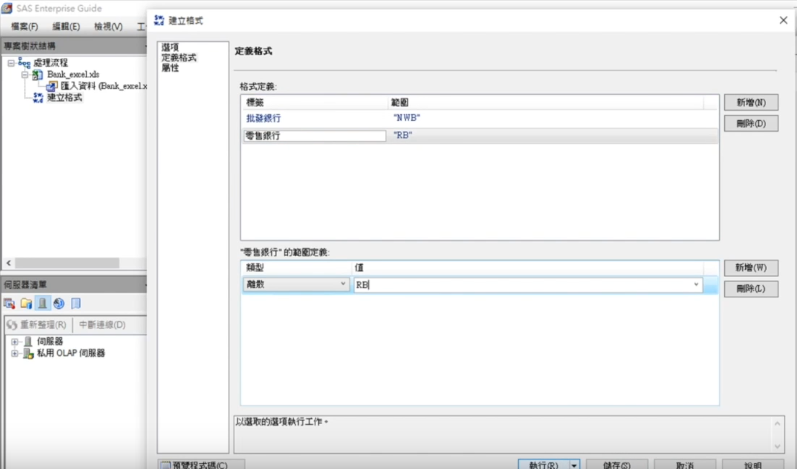 SAS Enterprise Guide
檔案(F) 編輯(E) 檢視(V) 工
專案樹狀結構
處理流程
Bank_excel.xls
匯入資料 (Bank_excel.x
建立格式
伺服器清單
重新整理(R) 中斷連線(D)
伺服器
私用 OLAP 伺服器
建立格式
選項
定義格式
屬性
定義格式
格式定義:
標籤 範圍
批發銀行 "NWB"
零售銀行 "RB"
新增(N)
刪除(D)
"零售銀行" 的範圍定義:
類型 值
離散 RB
新增(W)
刪除(L)
以選取的選項執行工作。
預覽程式碼(C)
執行(R) 儲存(S) 取消 說明